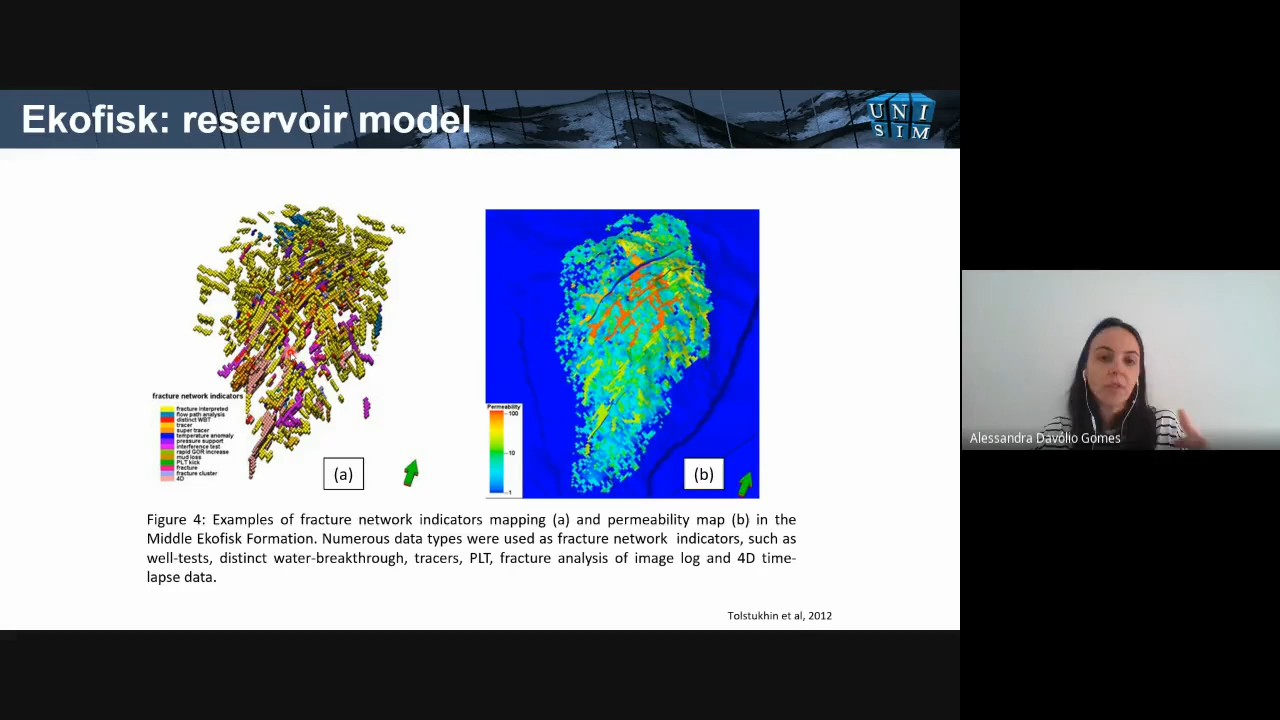 Ekofisk: reservoir model
UNI
SIM
fracture network indicators
fracture interpreted
flow path analysis
distinct WBT
tracer
super tracer
temperature anomaly
pressure support
interference test
rapid GOR increase
mud loss
PLT kick
fracture
fracture cluster
4D
(a)
Permeability
100
10
1
(b)
Figure 4: Examples of fracture network indicators mapping (a) and permeability map (b) in the
Middle Ekofisk Formation. Numerous data types were used as fracture network indicators, such as
well-tests, distinct water-breakthrough, tracers, PLT, fracture analysis of image log and 4D time-
lapse data.
Tolstukhin et al, 2012
Alessandra Davólio Gomes